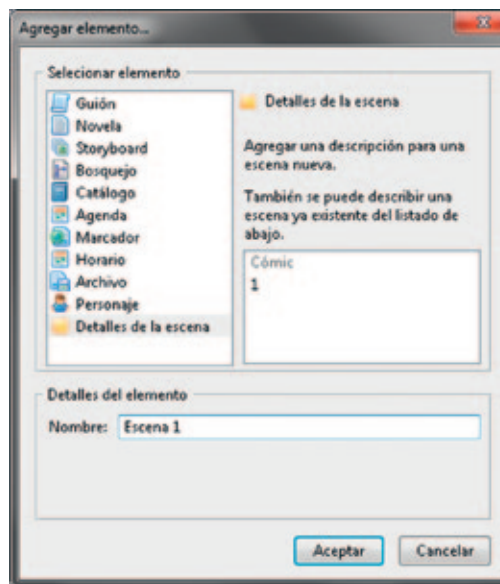 Agregar elemento...
Selecionar elemento
Guión
Novela
Storyboard
Bosquejo
Catálogo
Agenda
Marcador
Horario
Archivo
Personaje
Detalles de la escena
Detalles de la escena
Agregar una descripción para una
escena nueva.
También se puede describir una
escena ya existente del listado de
abajo.
Cómic
1
Detalles del elemento
Nombre: Escena 1
Aceptar Cancelar